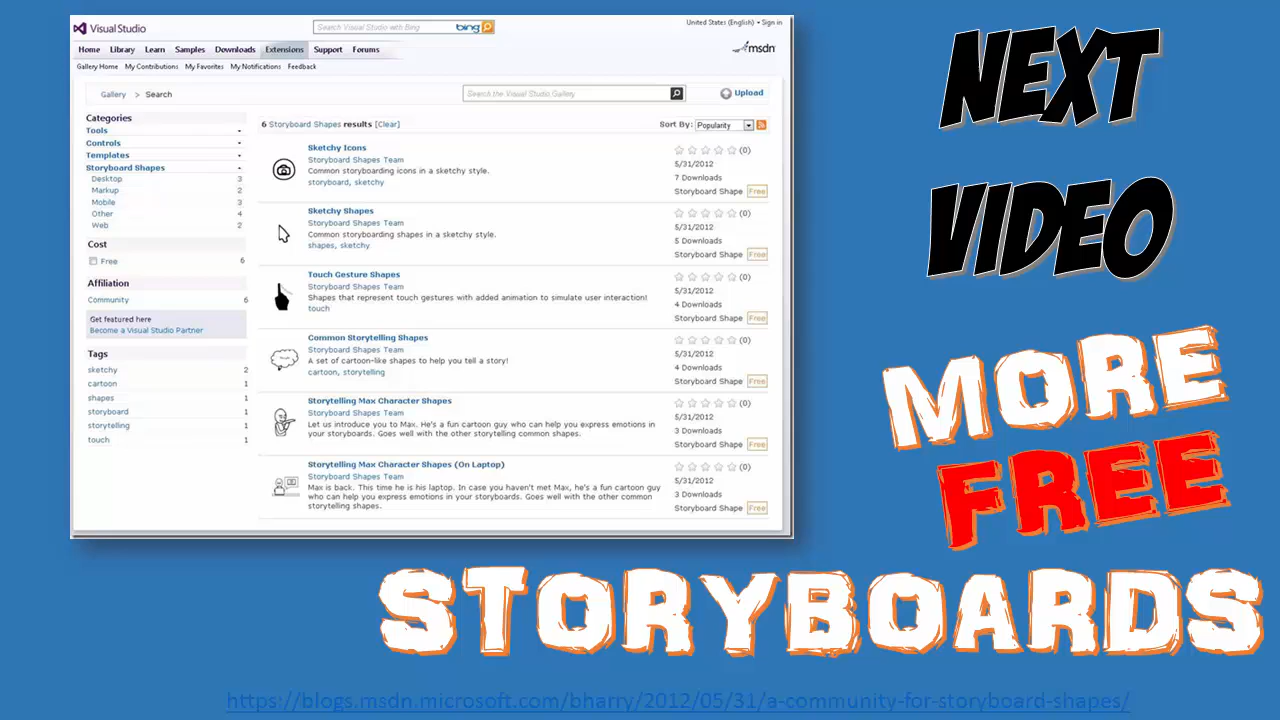 Visual Studio
Search Visual Studio with Bing
bing
United States (English) • Sign in
Home Library Learn Samples Downloads Extensions Support Forums
msdn
Gallery Home My Contributions My Favorites My Notifications Feedback
Gallery > Search
Search the Visual Studio Gallery
Upload
Categories
Tools
Controls
Templates
Storyboard Shapes
Desktop 3
Markup 2
Mobile 3
Other 4
Web 2
Cost
Free 6
Affiliation
Community 6
Get featured here
Become a Visual Studio Partner
Tags
sketchy 2
cartoon 1
shapes 1
storyboard 1
storytelling 1
touch 1
6 Storyboard Shapes results [Clear]
Sort By: Popularity
Sketchy Icons
Storyboard Shapes Team
Common storyboarding icons in a sketchy style.
storyboard, sketchy
(0)
5/31/2012
7 Downloads
Storyboard Shape Free
Sketchy Shapes
Storyboard Shapes Team
Common storyboarding shapes in a sketchy style.
shapes, sketchy
(0)
5/31/2012
5 Downloads
Storyboard Shape Free
Touch Gesture Shapes
Storyboard Shapes Team
Shapes that represent touch gestures with added animation to simulate user interaction!
touch
(0)
5/31/2012
4 Downloads
Storyboard Shape Free
Common Storytelling Shapes
Storyboard Shapes Team
A set of cartoon-like shapes to help you tell a story!
cartoon, storytelling
(0)
5/31/2012
4 Downloads
Storyboard Shape Free
Storytelling Max Character Shapes
Storyboard Shapes Team
Let us introduce you to Max. He's a fun cartoon guy who can help you express emotions in
your storyboards. Goes well with the other storytelling common shapes.
(0)
5/31/2012
3 Downloads
Storyboard Shape Free
Storytelling Max Character Shapes (On Laptop)
Storyboard Shapes Team
Max is back. This time he is his laptop. In case you haven't met Max, he's a fun cartoon guy
who can help you express emotions in your storyboards. Goes well with the other common
storytelling shapes.
(0)
5/31/2012
3 Downloads
Storyboard Shape Free
NEXT
VIDEO
MORE
FREE
STORYBOARDS
https://blogs.msdn.microsoft.com/bharry/2012/05/31/a-community-for-storyboard-shapes/